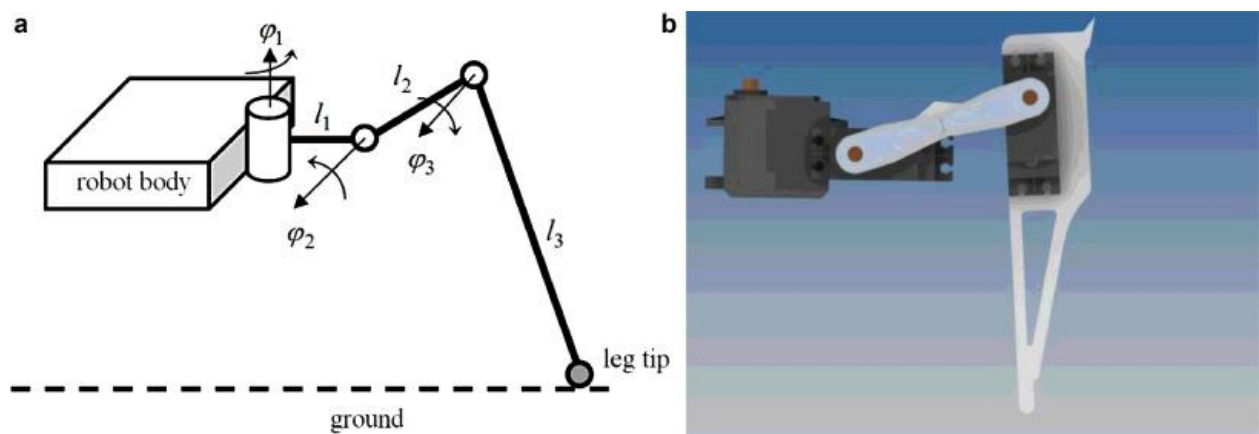 a
φ1
l1
l2
φ3
robot body
φ2
l3
leg tip
ground
b